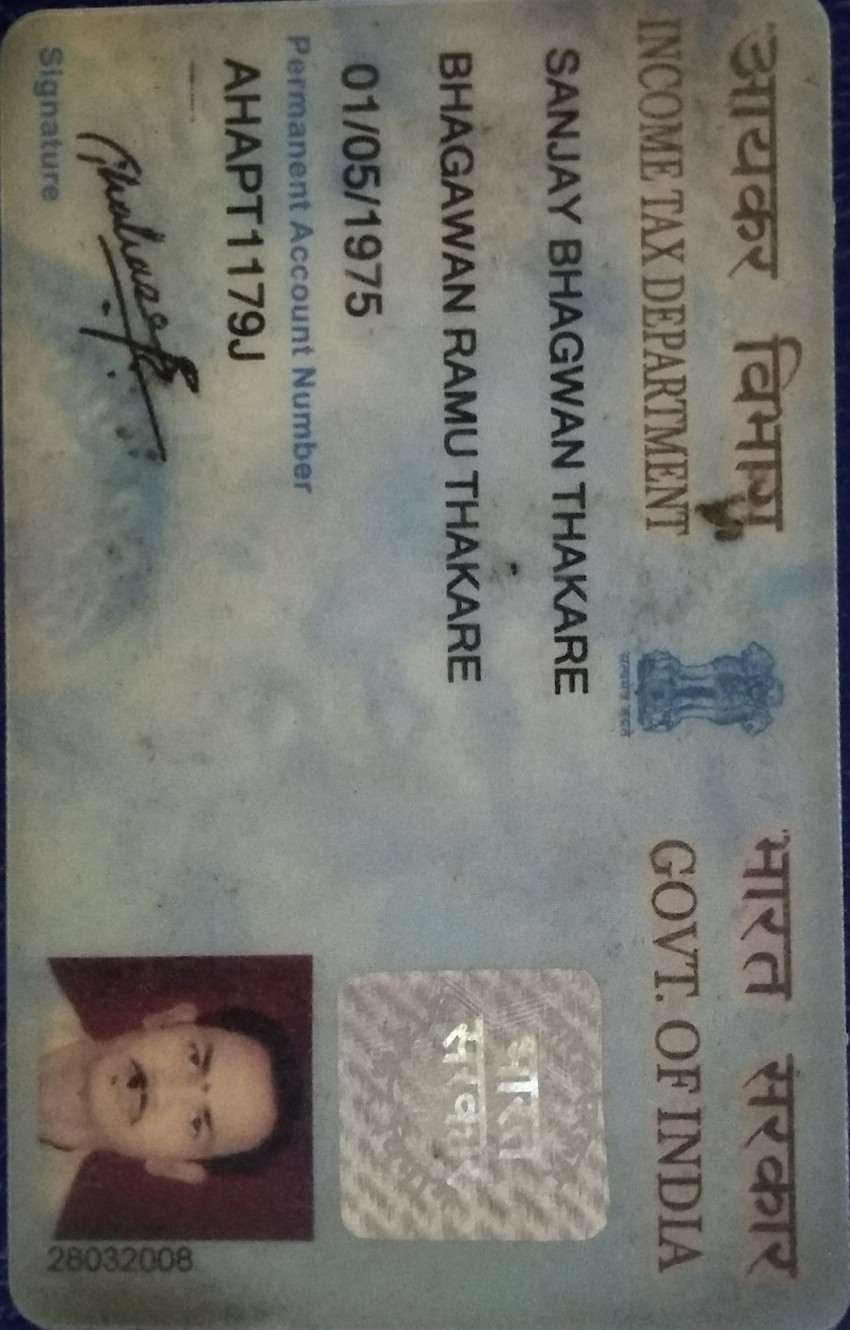 आयकर विभाग
INCOME TAX DEPARTMENT
भारत सरकार
GOVT. OF INDIA
SANJAY BHAGWAN THAKARE
BHAGAWAN RAMU THAKARE
01/05/1975
Permanent Account Number
AHAPT1179J
Signature
सत्यमेव जयते
भारत
सरकार
28032008